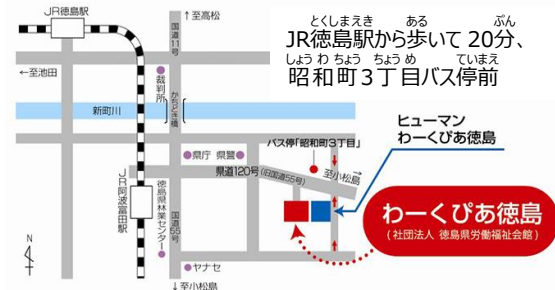 JR徳島駅
↑至高松
国道11号
とくしまえき ある ぷん
JR徳島駅から歩いて20分、
しょうわちょう ちょうめ ていまえ
昭和町3丁目バス停前
←至池田
裁判所
新町川
かちどき橋
ヒューマン
わーくぴあ徳島
バス停「昭和町3丁目」
県庁 県警
県道120号(旧国道55号)
至小松島→
JR阿波富田駅
徳島県林業センター
国道55号
わーくぴあ徳島
(社団法人 徳島県労働福祉会館)
N
ヤナセ
↓至小松島